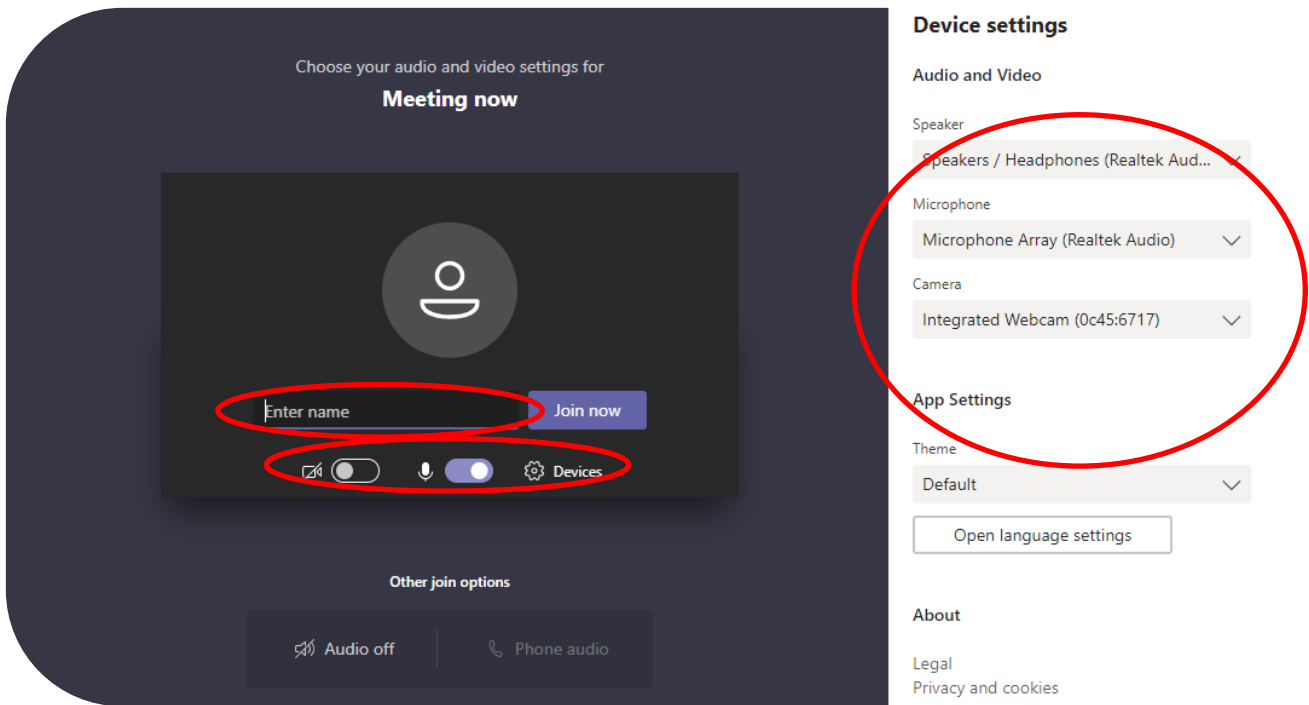 Choose your audio and video settings for
Meeting now
Enter name
Join now
Devices
Other join options
Audio off
Phone audio
Device settings
Audio and Video
Speaker
Speakers / Headphones (Realtek Aud...
Microphone
Microphone Array (Realtek Audio)
Camera
Integrated Webcam (0c45:6717)
App Settings
Theme
Default
Open language settings
About
Legal
Privacy and cookies